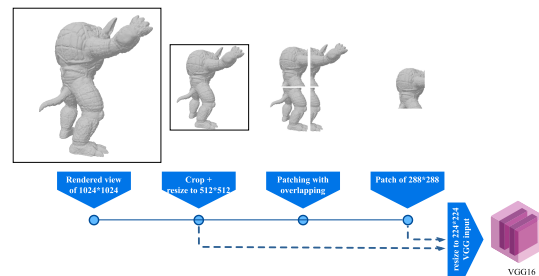 Rendered view
of 1024*1024
Crop +
resize to 512*512
Patching with
overlapping
Patch of 288*288
resize to 224*224
VGG input
VGG16